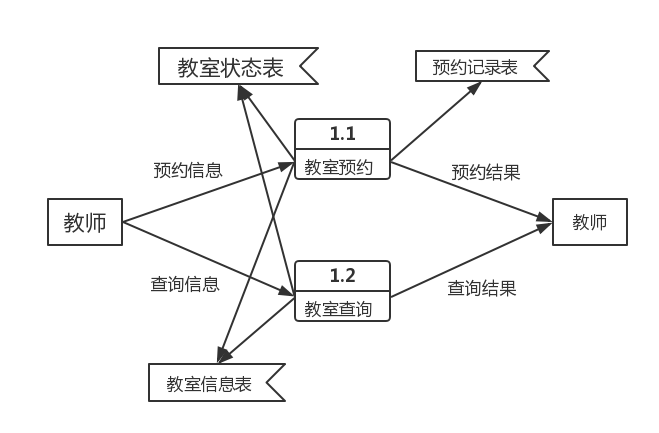 教室状态表
预约记录表
1.1
教室预约
预约信息
预约结果
教师
教师
查询信息
1.2
教室查询
查询结果
教室信息表